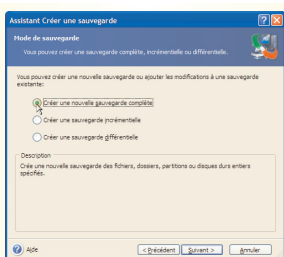 Assistant Créer une sauvegarde
Mode de sauvegarde
Vous pouvez créer une sauvegarde complète, incrémentielle ou différentielle.
Vous pouvez créer une nouvelle sauvegarde ou ajouter les modifications à une sauvegarde
existante:
Créer une nouvelle sauvegarde complète
Créer une sauvegarde incrémentielle
Créer une sauvegarde différentielle
Description
Crée une nouvelle sauvegarde des fichiers, dossiers, partitions ou disques durs entiers
spécifiés.
Aide
< Précédent
Suivant >
Annuler